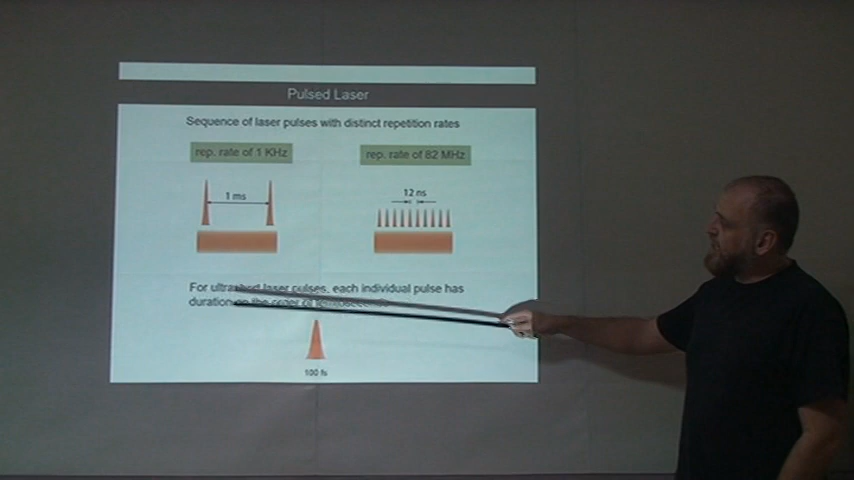 Pulsed Laser
Sequence of laser pulses with distinct repetition rates
rep. rate of 1 KHz
rep. rate of 82 MHz
1 ms
12 ns
For ultrashort laser pulses, each individual pulse has
duration on the order of femtoseconds
100 fs